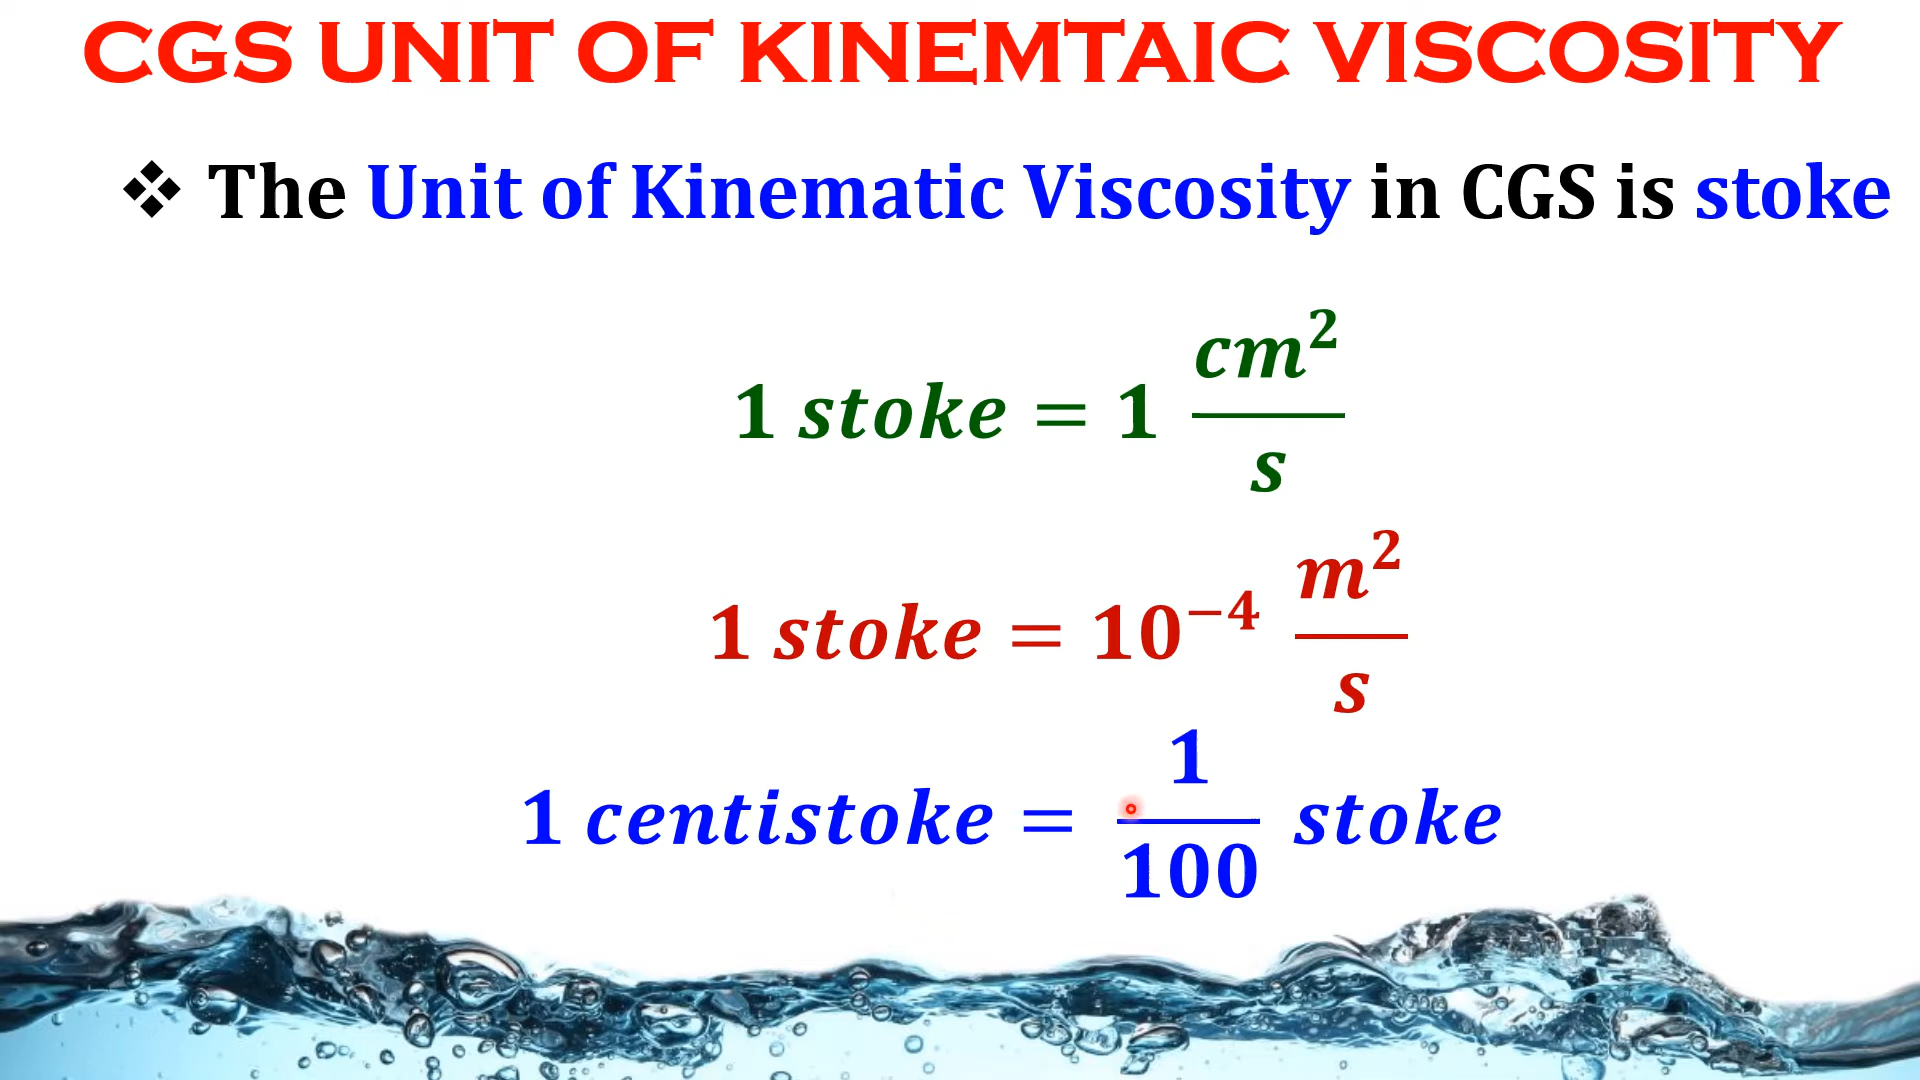 CGS UNIT OF KINEMTAIC VISCOSITY
❖ The Unit of Kinematic Viscosity in CGS is stoke
1 stoke = 1 cm²/s
1 stoke = 10⁻⁴ m²/s
1 centistoke = 1/100 stoke